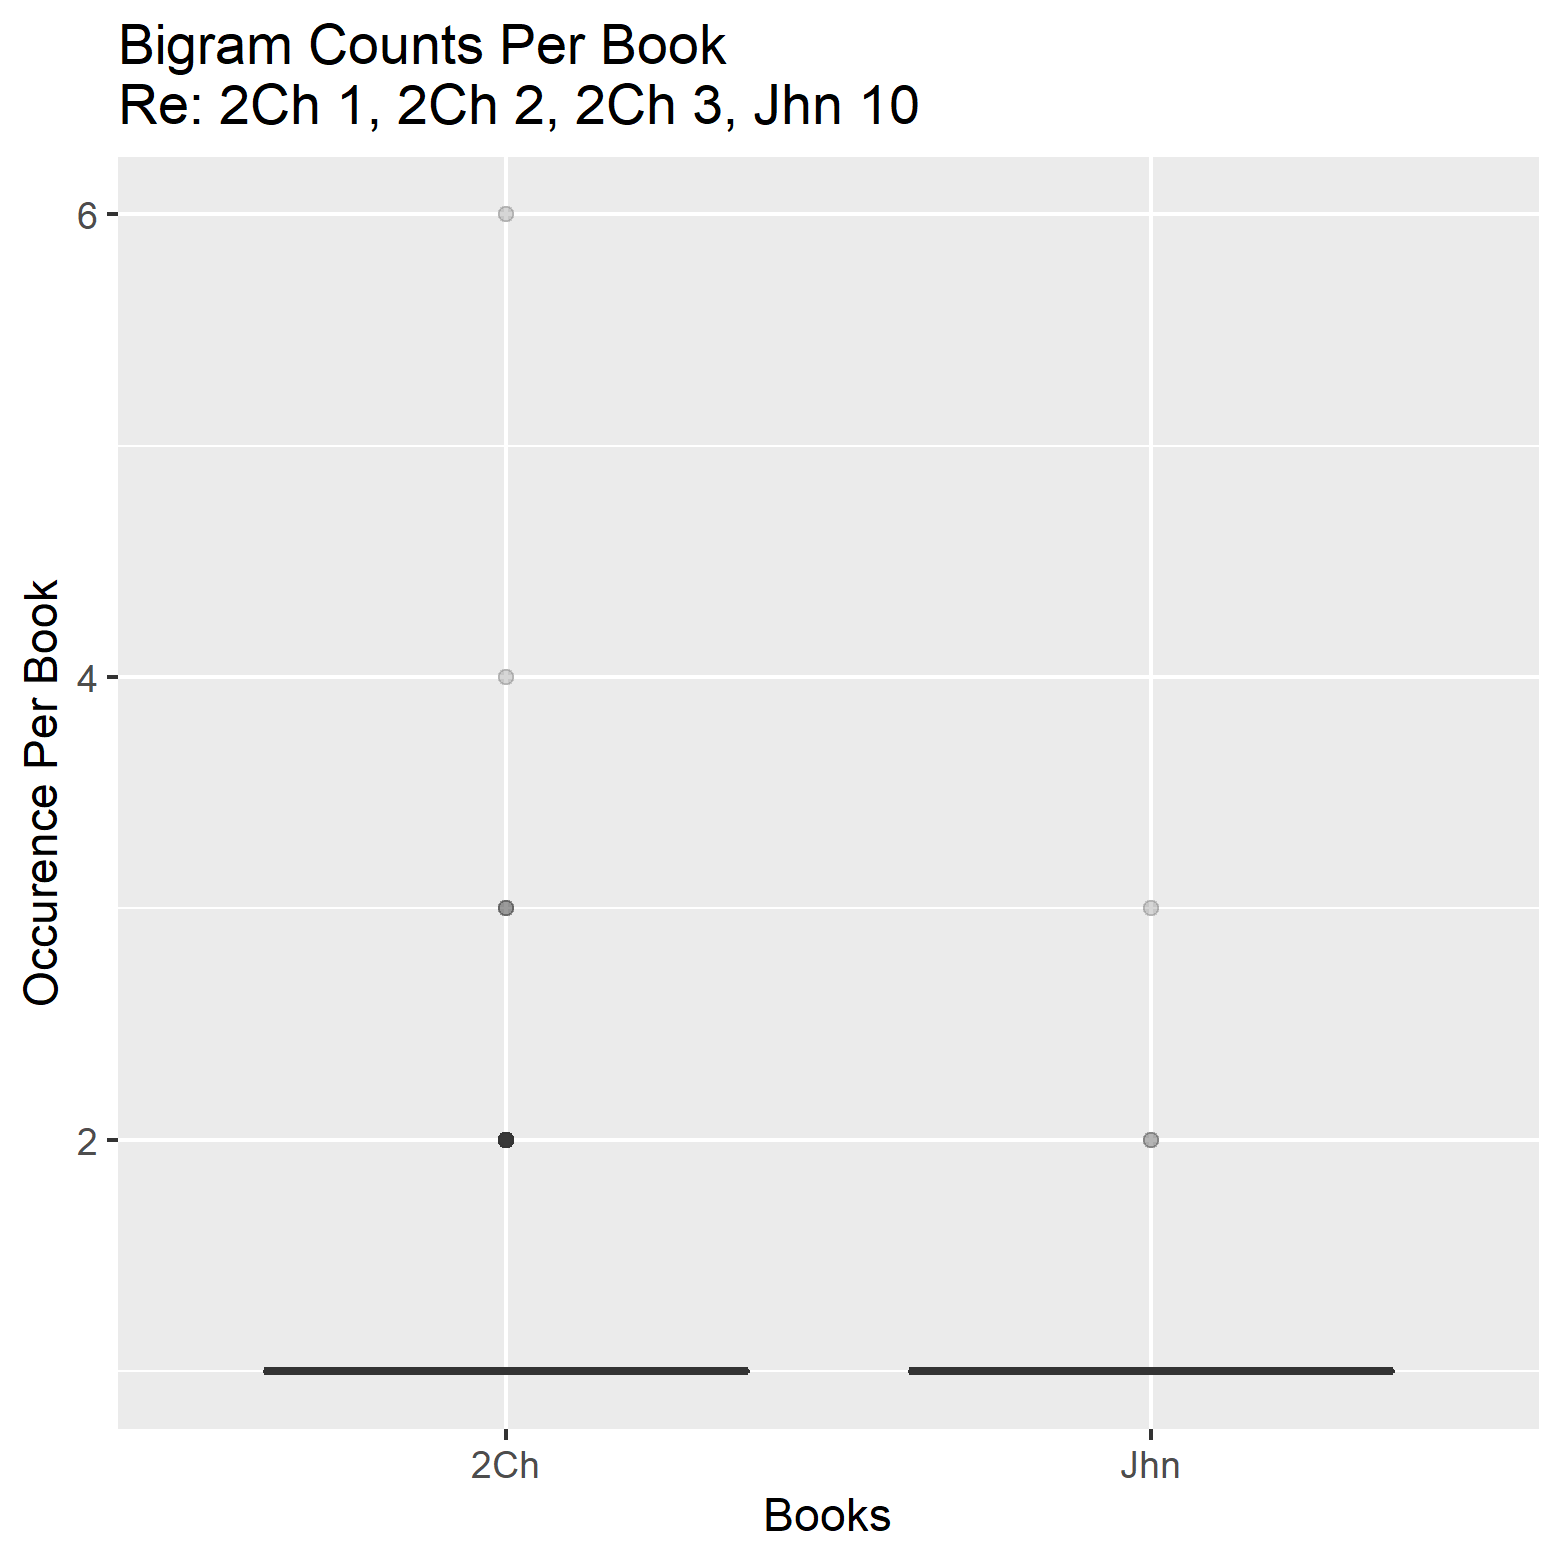 Bigram Counts Per Book
Re: 2Ch 1, 2Ch 2, 2Ch 3, Jhn 10
Occurence Per Book
6
4
2
2Ch
Jhn
Books